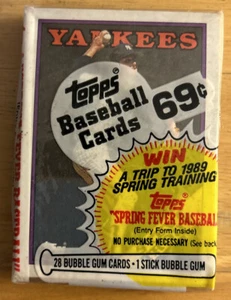 YANKEES
Topps
Baseball
Cards
69¢
WIN
A TRIP TO 1989
SPRING TRAINING
Topps
"SPRING FEVER BASEBAL
(Entry Form Inside)
NO PURCHASE NECESSARY (See back
28 BUBBLE GUM CARDS • 1 STICK BUBBLE GUM